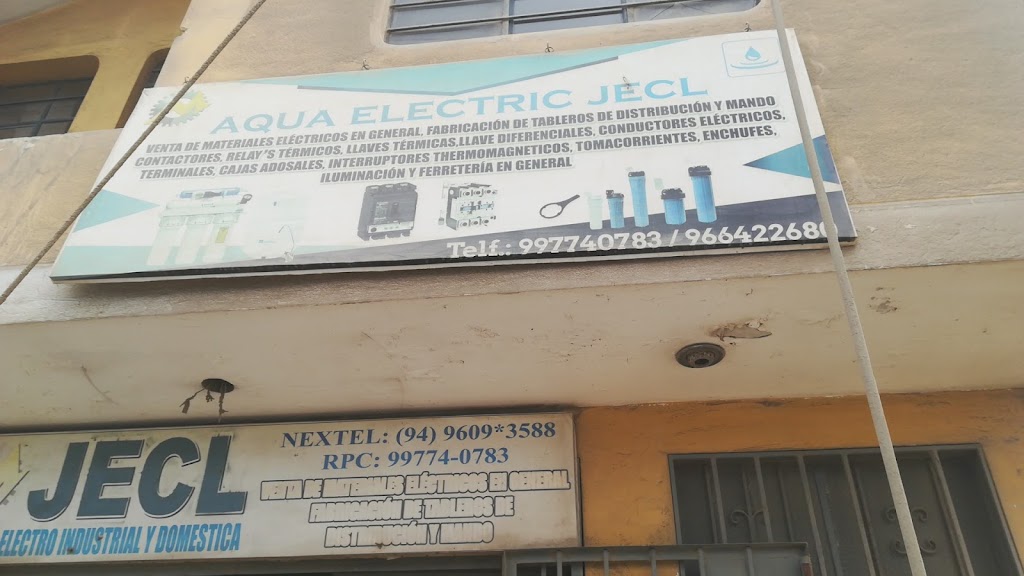 AQUA ELECTRIC JECL
VENTA DE MATERIALES ELÉCTRICOS EN GENERAL, FABRICACIÓN DE TABLEROS DE DISTRIBUCIÓN Y MANDO
CONTACTORES, RELAY'S TÉRMICOS, LLAVES TÉRMICAS,LLAVE DIFERENCIALES, CONDUCTORES ELÉCTRICOS,
TERMINALES, CAJAS ADOSALES, INTERRUPTORES THERMOMAGNETICOS, TOMACORRIENTES, ENCHUFES,
ILUMINACIÓN Y FERRETERÍA EN GENERAL
Telf.: 997740783 / 966422680
JECL
ELECTRO INDUSTRIAL Y DOMESTICA
NEXTEL: (94) 9609*3588
RPC: 99774-0783
VENTA DE MATERIALES ELÉCTRICOS EN GENERAL
FABRICACIÓN DE TABLEROS DE
DISTRIBUCIÓN Y MANDO